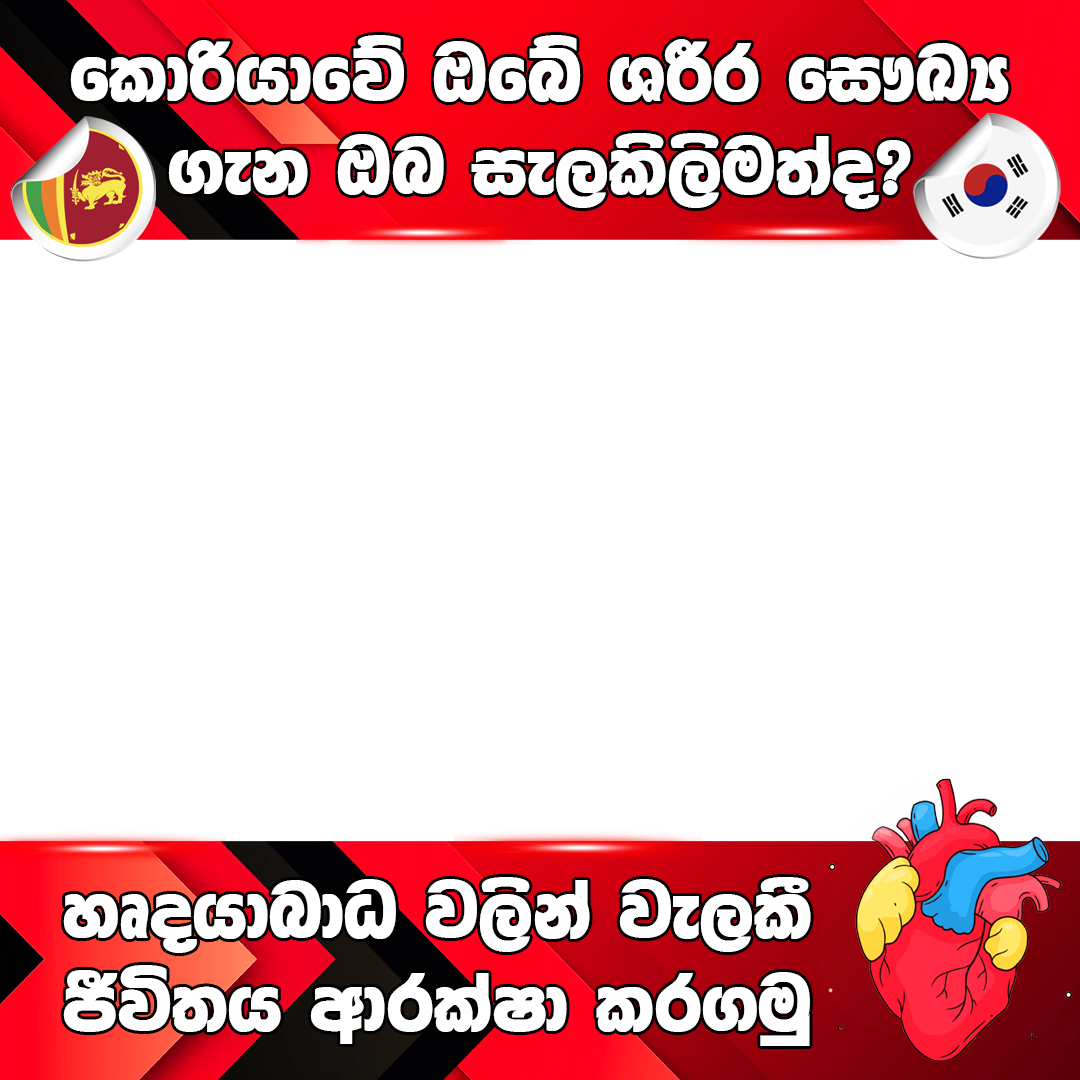 කොරියාවේ ඔබේ ශරීර සෞඛ්‍ය
ගැන ඔබ සැලකිලිමත්ද?
හෘදයාබාධ වලින් වැලකී
ජීවිතය ආරක්ෂා කරගමු